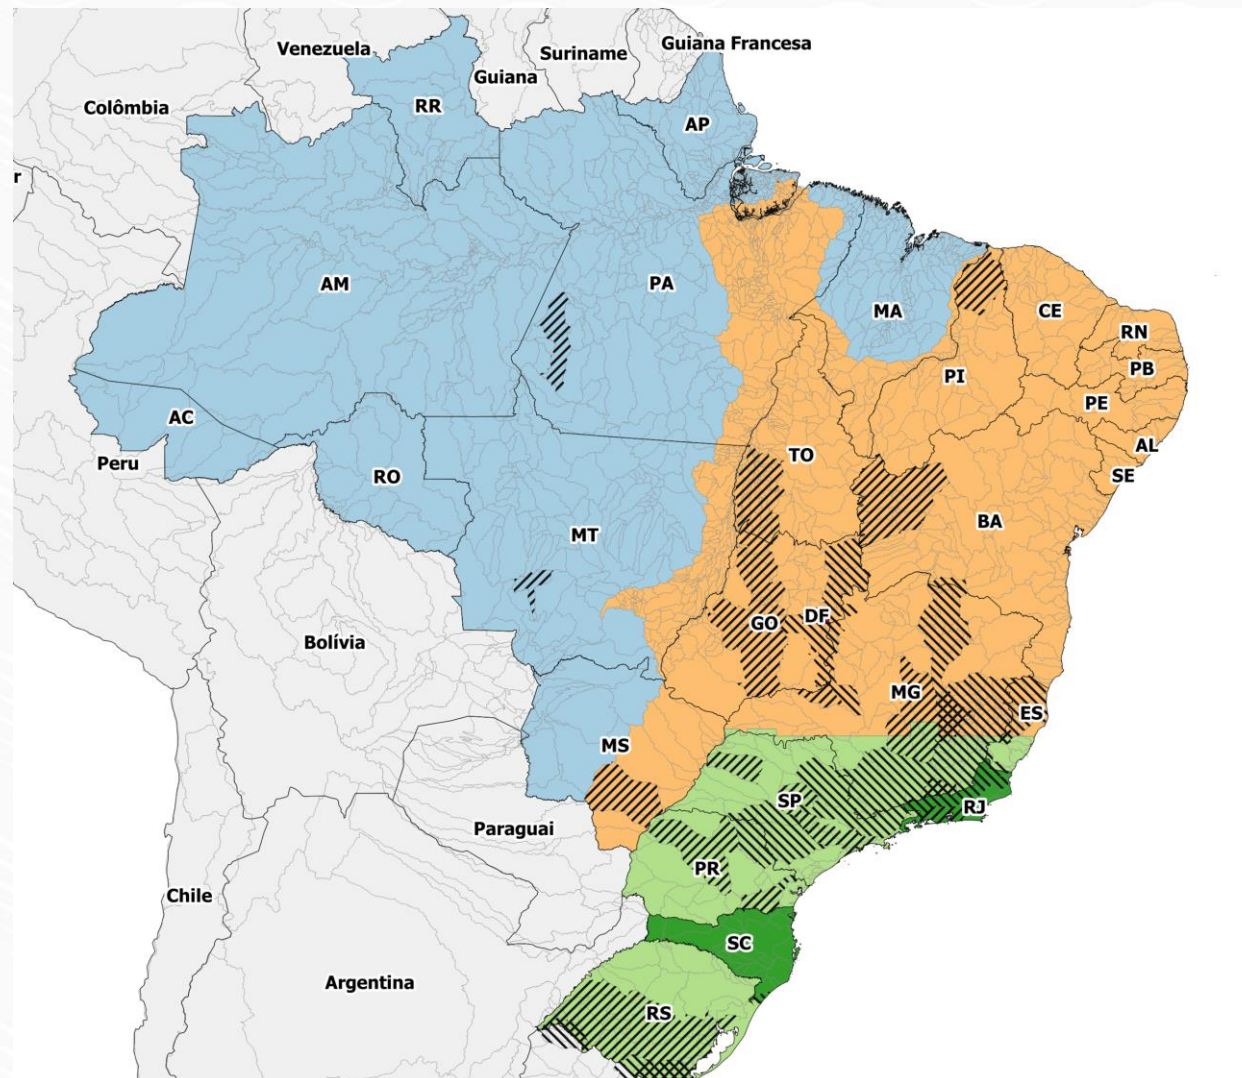 Guiana Francesa
Venezuela
Suriname
Guiana
Colômbia
RR
AP
r
AM
PA
MA
CE
RN
PB
PI
PE
AC
AL
Peru
TO
SE
RO
BA
MT
DF
GO
Bolívia
MG
ES
MS
SP
RJ
Paraguai
PR
Chile
SC
Argentina
RS